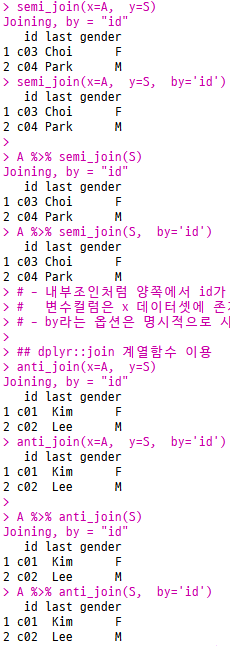 > semi_join(x=A, y=S)
Joining, by = "id"
id last gender
1 c03 Choi F
2 c04 Park M
> semi_join(x=A, y=S, by='id')
id last gender
1 c03 Choi F
2 c04 Park M
>
> A %>% semi_join(S)
Joining, by = "id"
id last gender
1 c03 Choi F
2 c04 Park M
> A %>% semi_join(S, by='id')
id last gender
1 c03 Choi F
2 c04 Park M
> # - 내부조인처럼 양쪽에서 id가
> # 변수컬럼은 x 데이터셋에 존
> # - by라는 옵션은 명시적으로 사
>
> ## dplyr::join 계열함수 이용
> anti_join(x=A, y=S)
Joining, by = "id"
id last gender
1 c01 Kim F
2 c02 Lee M
> anti_join(x=A, y=S, by='id')
id last gender
1 c01 Kim F
2 c02 Lee M
>
> A %>% anti_join(S)
Joining, by = "id"
id last gender
1 c01 Kim F
2 c02 Lee M
> A %>% anti_join(S, by='id')
id last gender
1 c01 Kim F
2 c02 Lee M